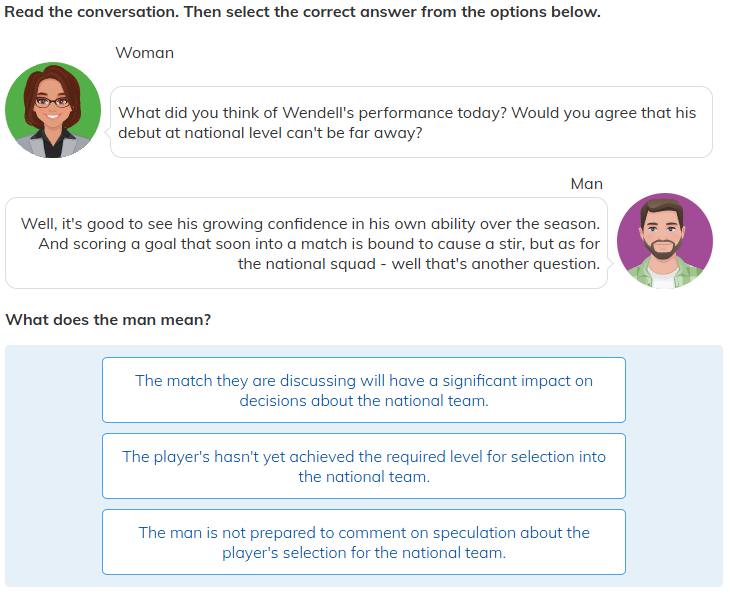 Read the conversation. Then select the correct answer from the options below.
Woman
What did you think of Wendell's performance today? Would you agree that his
debut at national level can't be far away?
Man
Well, it's good to see his growing confidence in his own ability over the season.
And scoring a goal that soon into a match is bound to cause a stir, but as for
the national squad - well that's another question.
What does the man mean?
The match they are discussing will have a significant impact on
decisions about the national team.
The player's hasn't yet achieved the required level for selection into
the national team.
The man is not prepared to comment on speculation about the
player's selection for the national team.